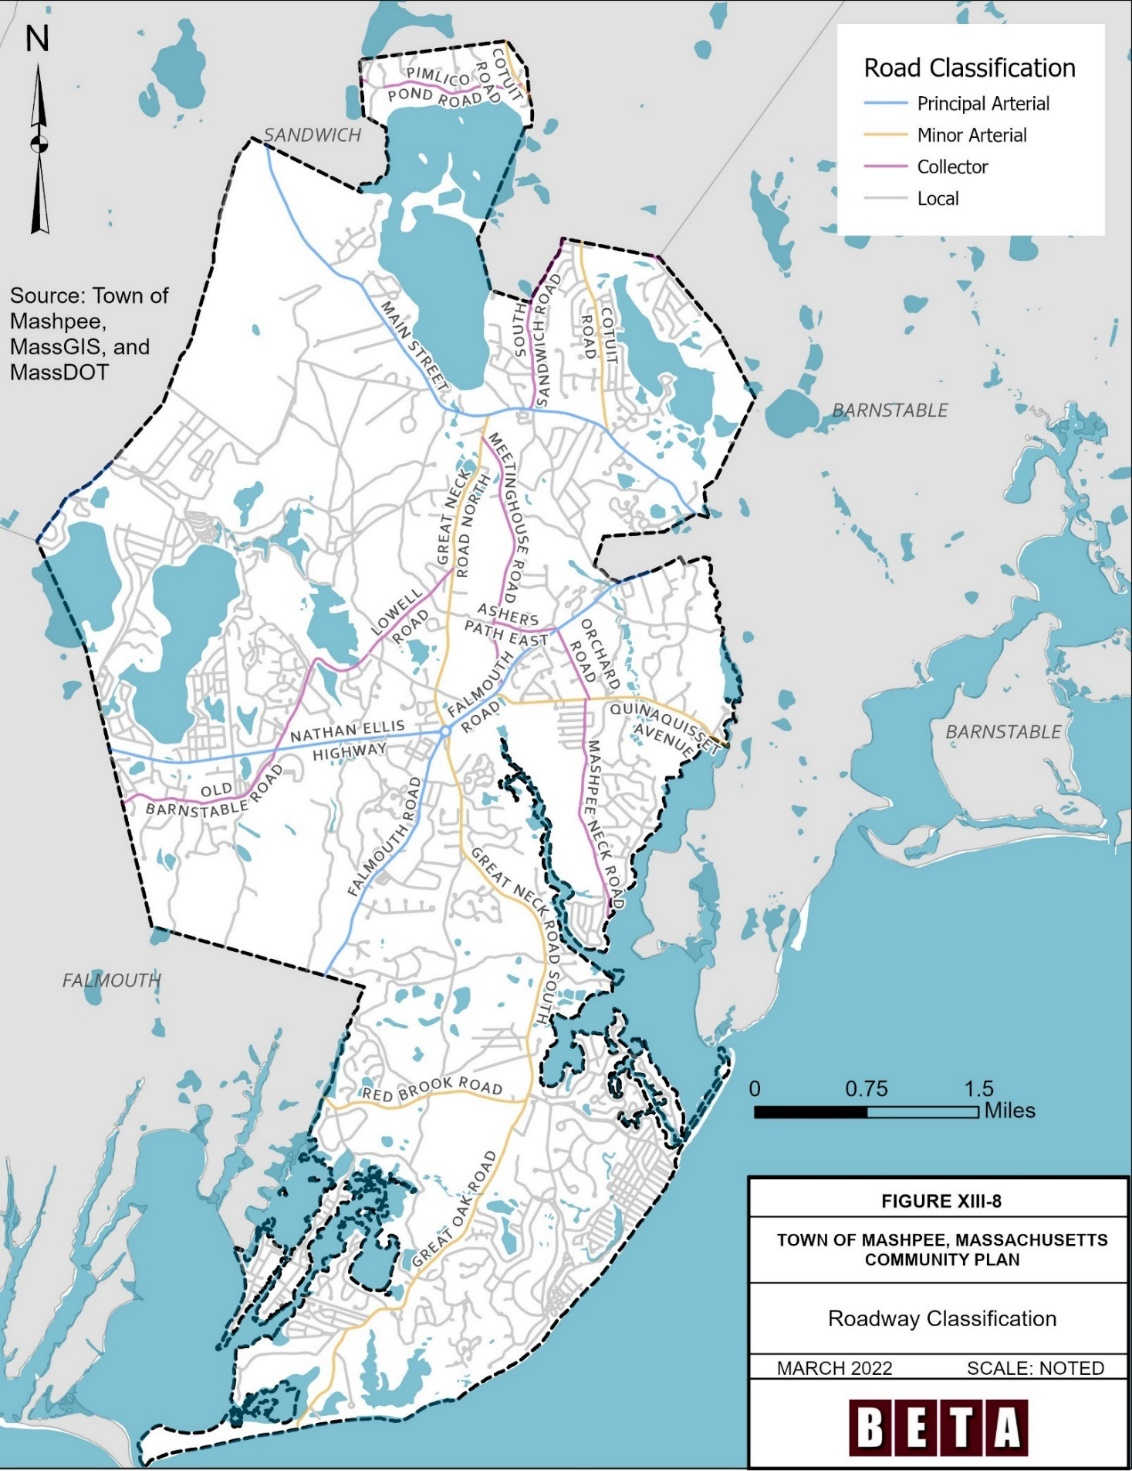 N
Road Classification
Principal Arterial
Minor Arterial
Collector
Local
Source: Town of
Mashpee,
MassGIS, and
MassDOT
SANDWICH
PIMLICO
POND ROAD
COTUIT
ROAD
MAIN STREET
SOUTH
SANDWICH ROAD
COTUIT
ROAD
BARNSTABLE
GREAT NECK
ROAD NORTH
MEETINGHOUSE ROAD
LOWELL
ROAD
ASHERS
PATH EAST
ORCHARD
ROAD
FALMOUTH
ROAD
QUINAQUISSET
AVENUE
NATHAN ELLIS
HIGHWAY
OLD
BARNSTABLE ROAD
BARNSTABLE
MASHPEE NECK ROAD
FALMOUTH ROAD
GREAT NECK ROAD SOUTH
FALMOUTH
RED BROOK ROAD
GREAT OAK ROAD
0 0.75 1.5
Miles
FIGURE XIII-8
TOWN OF MASHPEE, MASSACHUSETTS
COMMUNITY PLAN
Roadway Classification
MARCH 2022 SCALE: NOTED
BETA